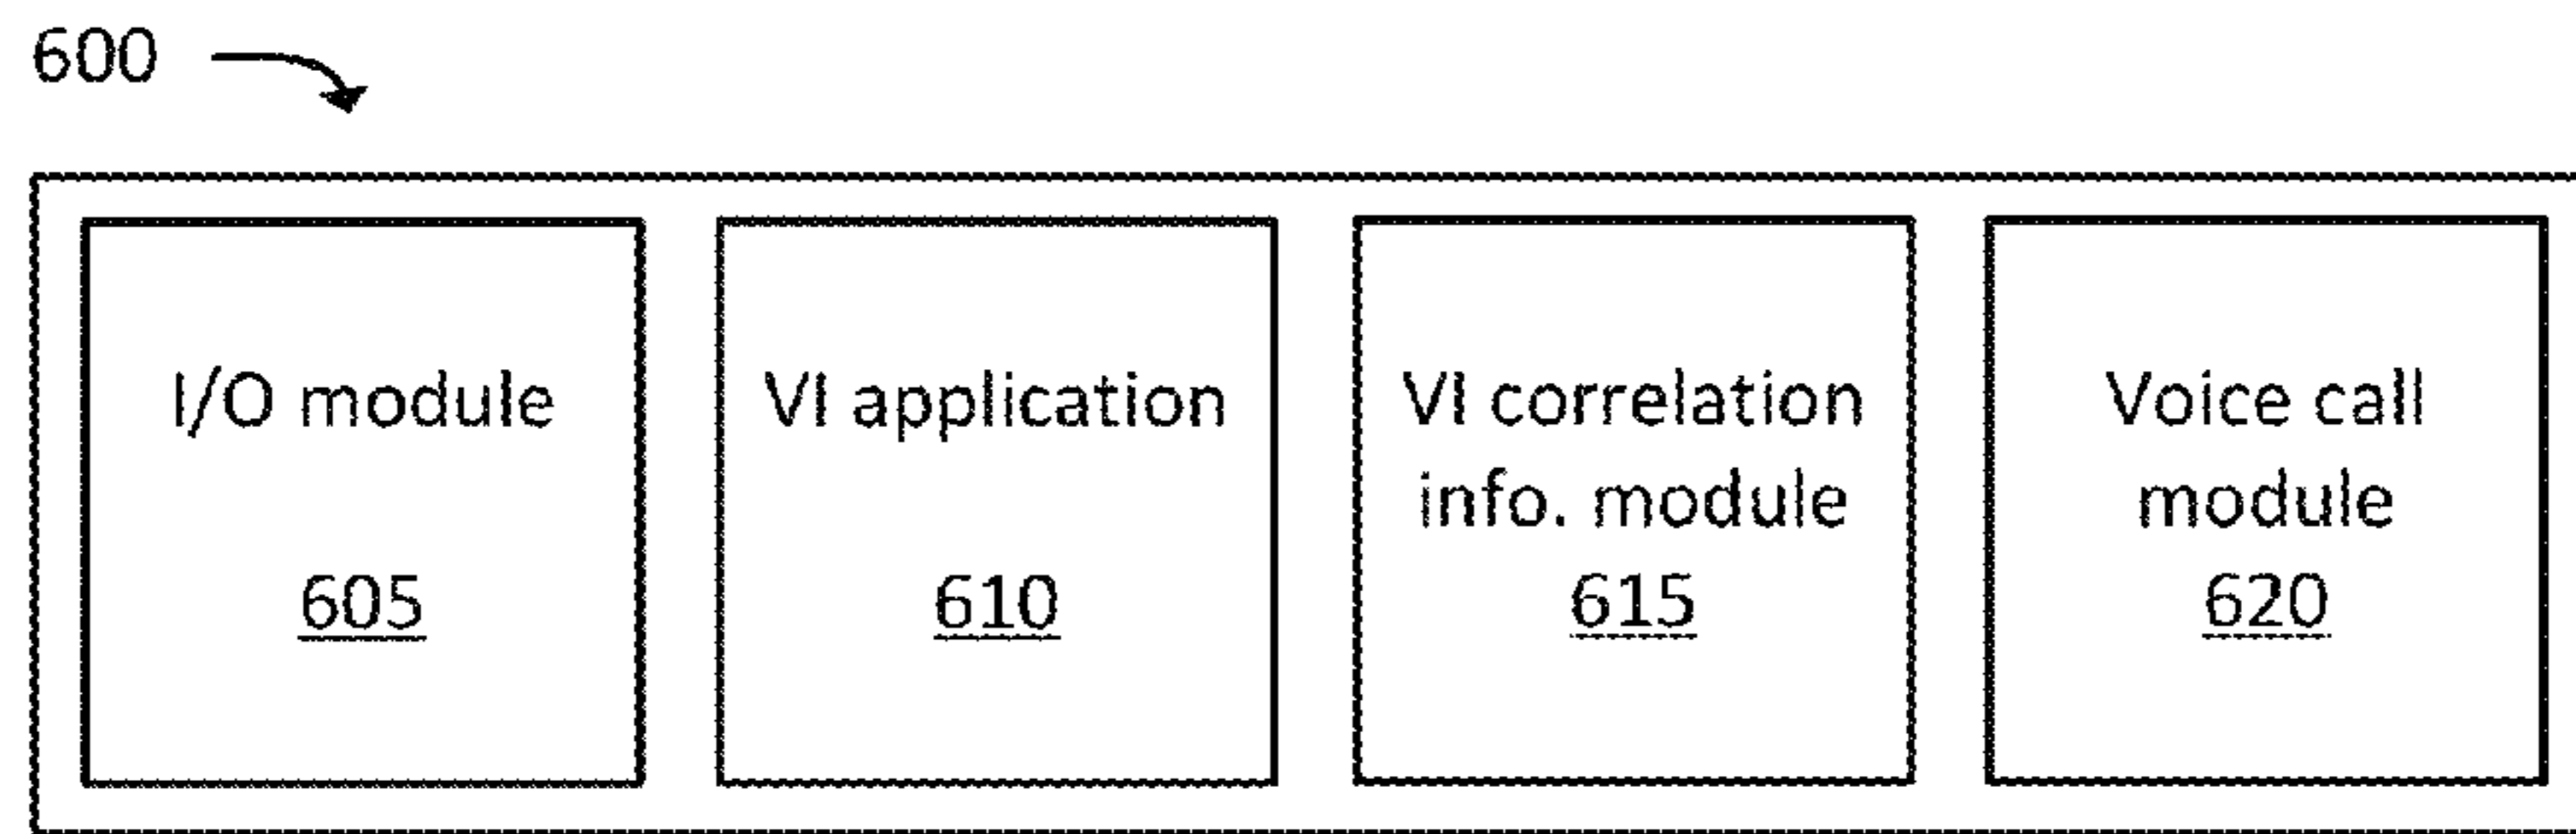 600
I/O module
605
VI application
610
VI correlation
info. module
615
Voice call
module
620